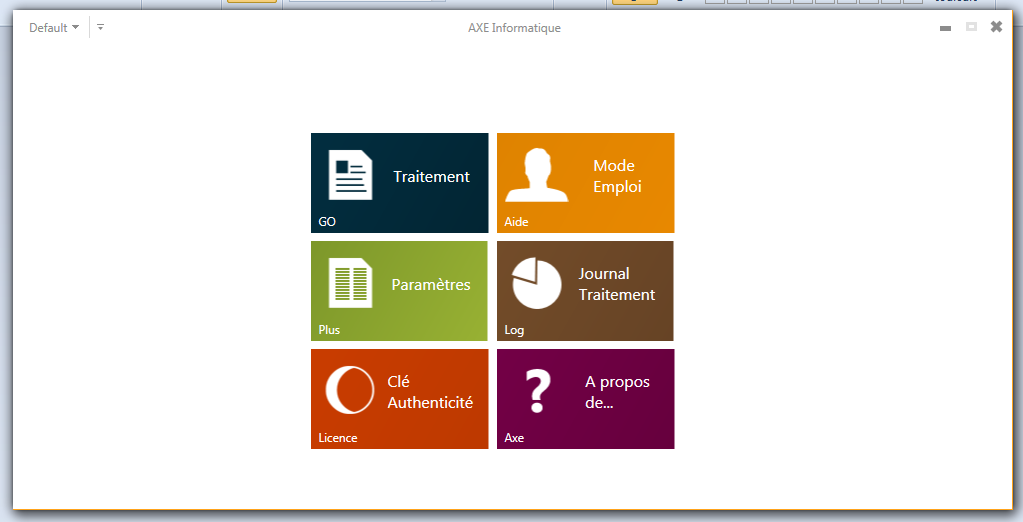 Default
AXE Informatique
Traitement
GO
Mode
Emploi
Aide
Paramètres
Plus
Journal
Traitement
Log
Clé
Authenticité
Licence
?
A propos
de...
Axe